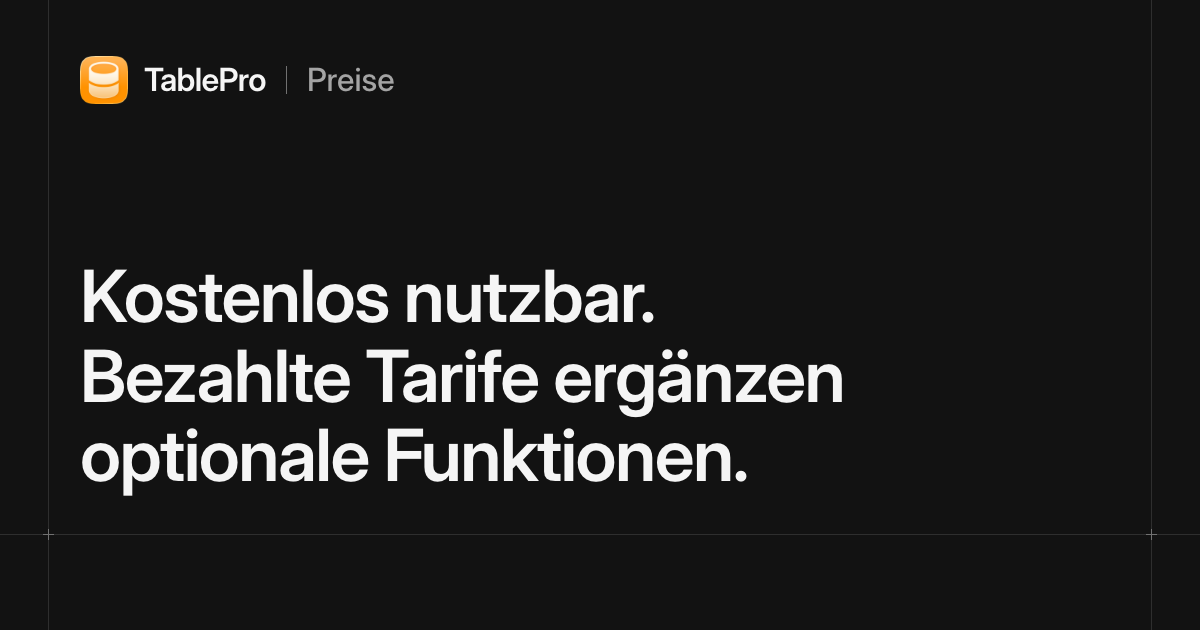 TablePro | Preise
Kostenlos nutzbar.
Bezahlte Tarife ergänzen
optionale Funktionen.